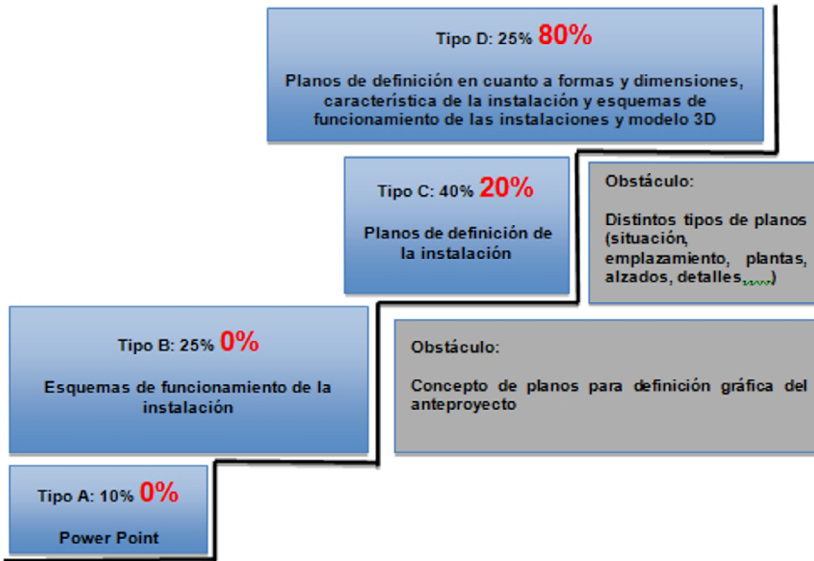 Tipo D: 25% 80%
Planos de definición en cuanto a formas y dimensiones,
característica de la instalación y esquemas de
funcionamiento de las instalaciones y modelo 3D
Tipo C: 40% 20%
Planos de definición de
la instalación
Obstáculo:
Distintos tipos de planos
(situación,
emplazamiento, plantas,
alzados, detalles,.....)
Tipo B: 25% 0%
Esquemas de funcionamiento de la
instalación
Obstáculo:
Concepto de planos para definición gráfica del
anteproyecto
Tipo A: 10% 0%
Power Point